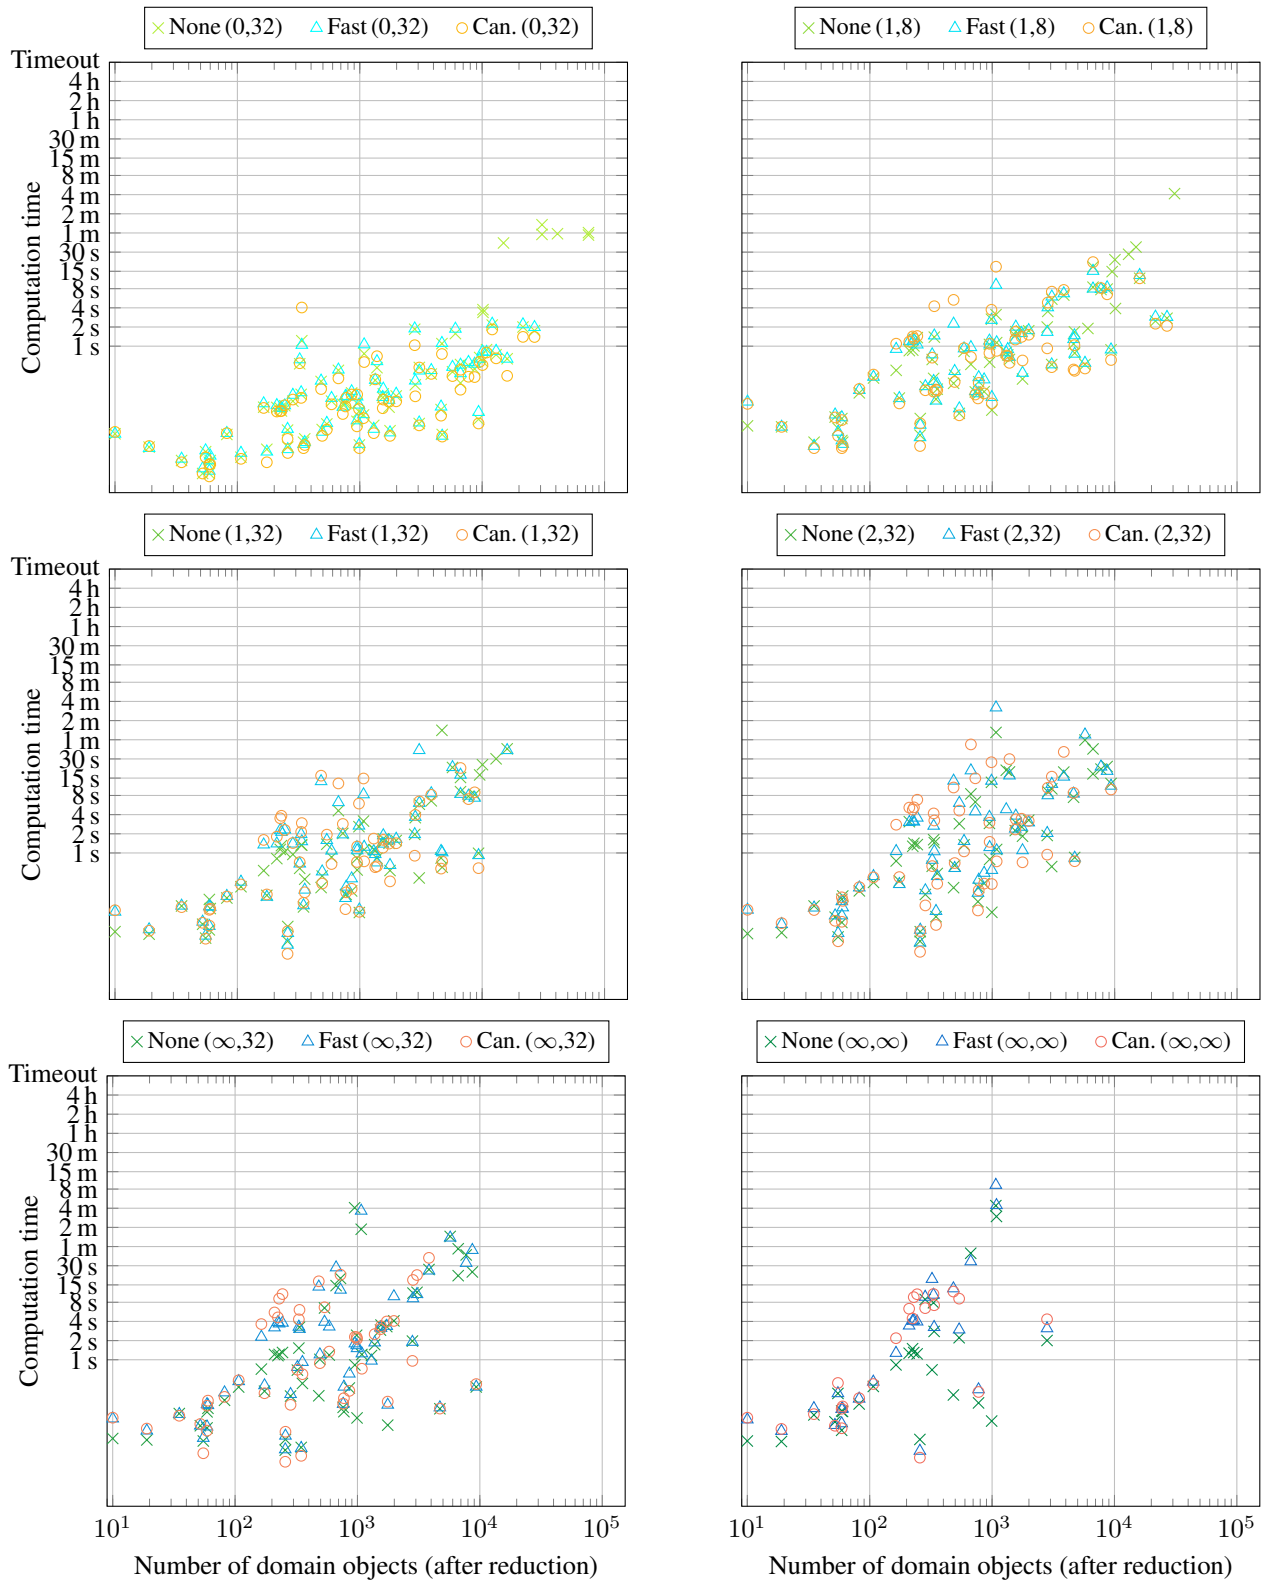 None (0,32) Fast (0,32) Can. (0,32)
None (1,8) Fast (1,8) Can. (1,8)
Timeout
4 h
2 h
1 h
30 m
15 m
8 m
4 m
2 m
1 m
30 s
15 s
8 s
4 s
2 s
1 s
Computation time
None (1,32) Fast (1,32) Can. (1,32)
None (2,32) Fast (2,32) Can. (2,32)
Timeout
4 h
2 h
1 h
30 m
15 m
8 m
4 m
2 m
1 m
30 s
15 s
8 s
4 s
2 s
1 s
Computation time
None (∞,32) Fast (∞,32) Can. (∞,32)
None (∞,∞) Fast (∞,∞) Can. (∞,∞)
Timeout
4 h
2 h
1 h
30 m
15 m
8 m
4 m
2 m
1 m
30 s
15 s
8 s
4 s
2 s
1 s
Computation time
10¹ 10² 10³ 10⁴ 10⁵
Number of domain objects (after reduction)
10¹ 10² 10³ 10⁴ 10⁵
Number of domain objects (after reduction)